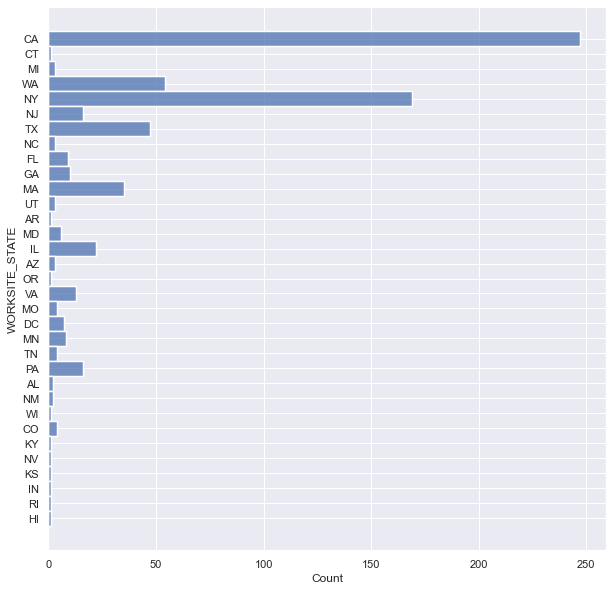 WORKSITE_STATE
CA
CT
MI
WA
NY
NJ
TX
NC
FL
GA
MA
UT
AR
MD
IL
AZ
OR
VA
MO
DC
MN
TN
PA
AL
NM
WI
CO
KY
NV
KS
IN
RI
HI
0 50 100 150 200 250
Count